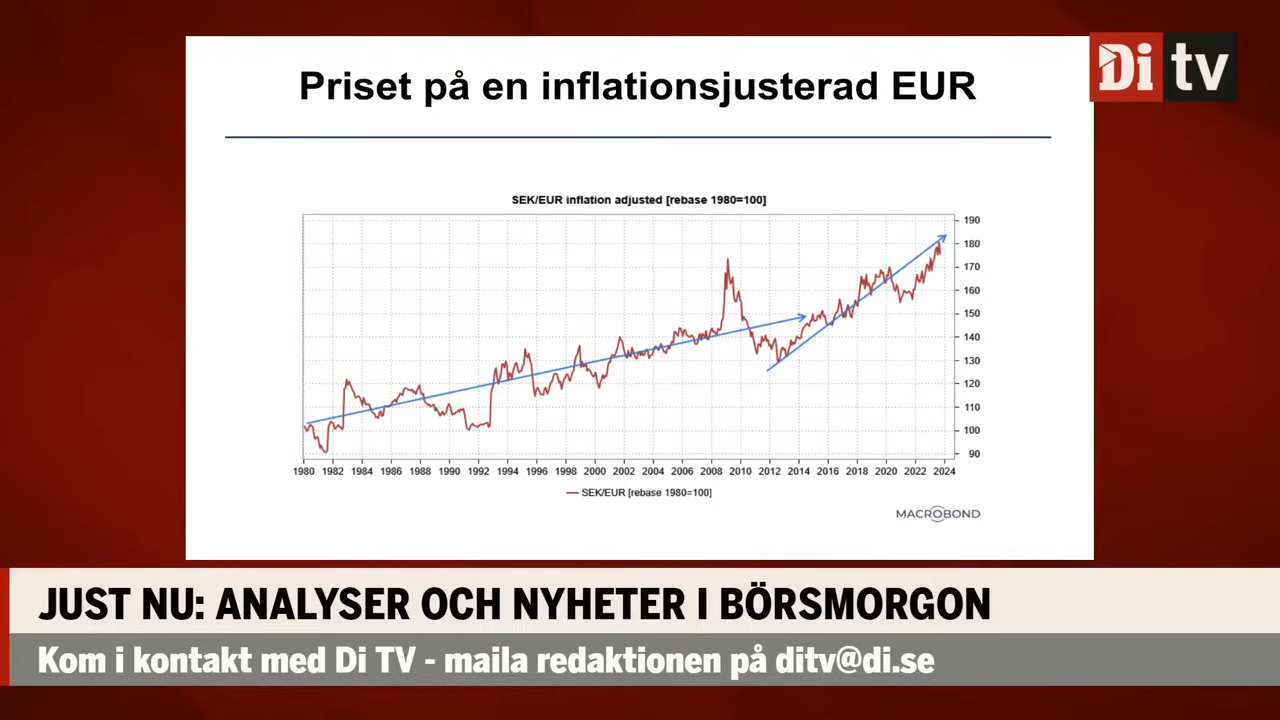 Priset på en inflationsjusterad EUR
Di tv
SEK/EUR inflation adjusted [rebase 1980=100]
190
180
170
160
150
140
130
120
110
100
90
1980 1982 1984 1986 1988 1990 1992 1994 1996 1998 2000 2002 2004 2006 2008 2010 2012 2014 2016 2018 2020 2022 2024
SEK/EUR [rebase 1980=100]
MACROBOND
JUST NU: ANALYSER OCH NYHETER I BÖRSMORGON
Kom i kontakt med Di TV - maila redaktionen på ditv@di.se